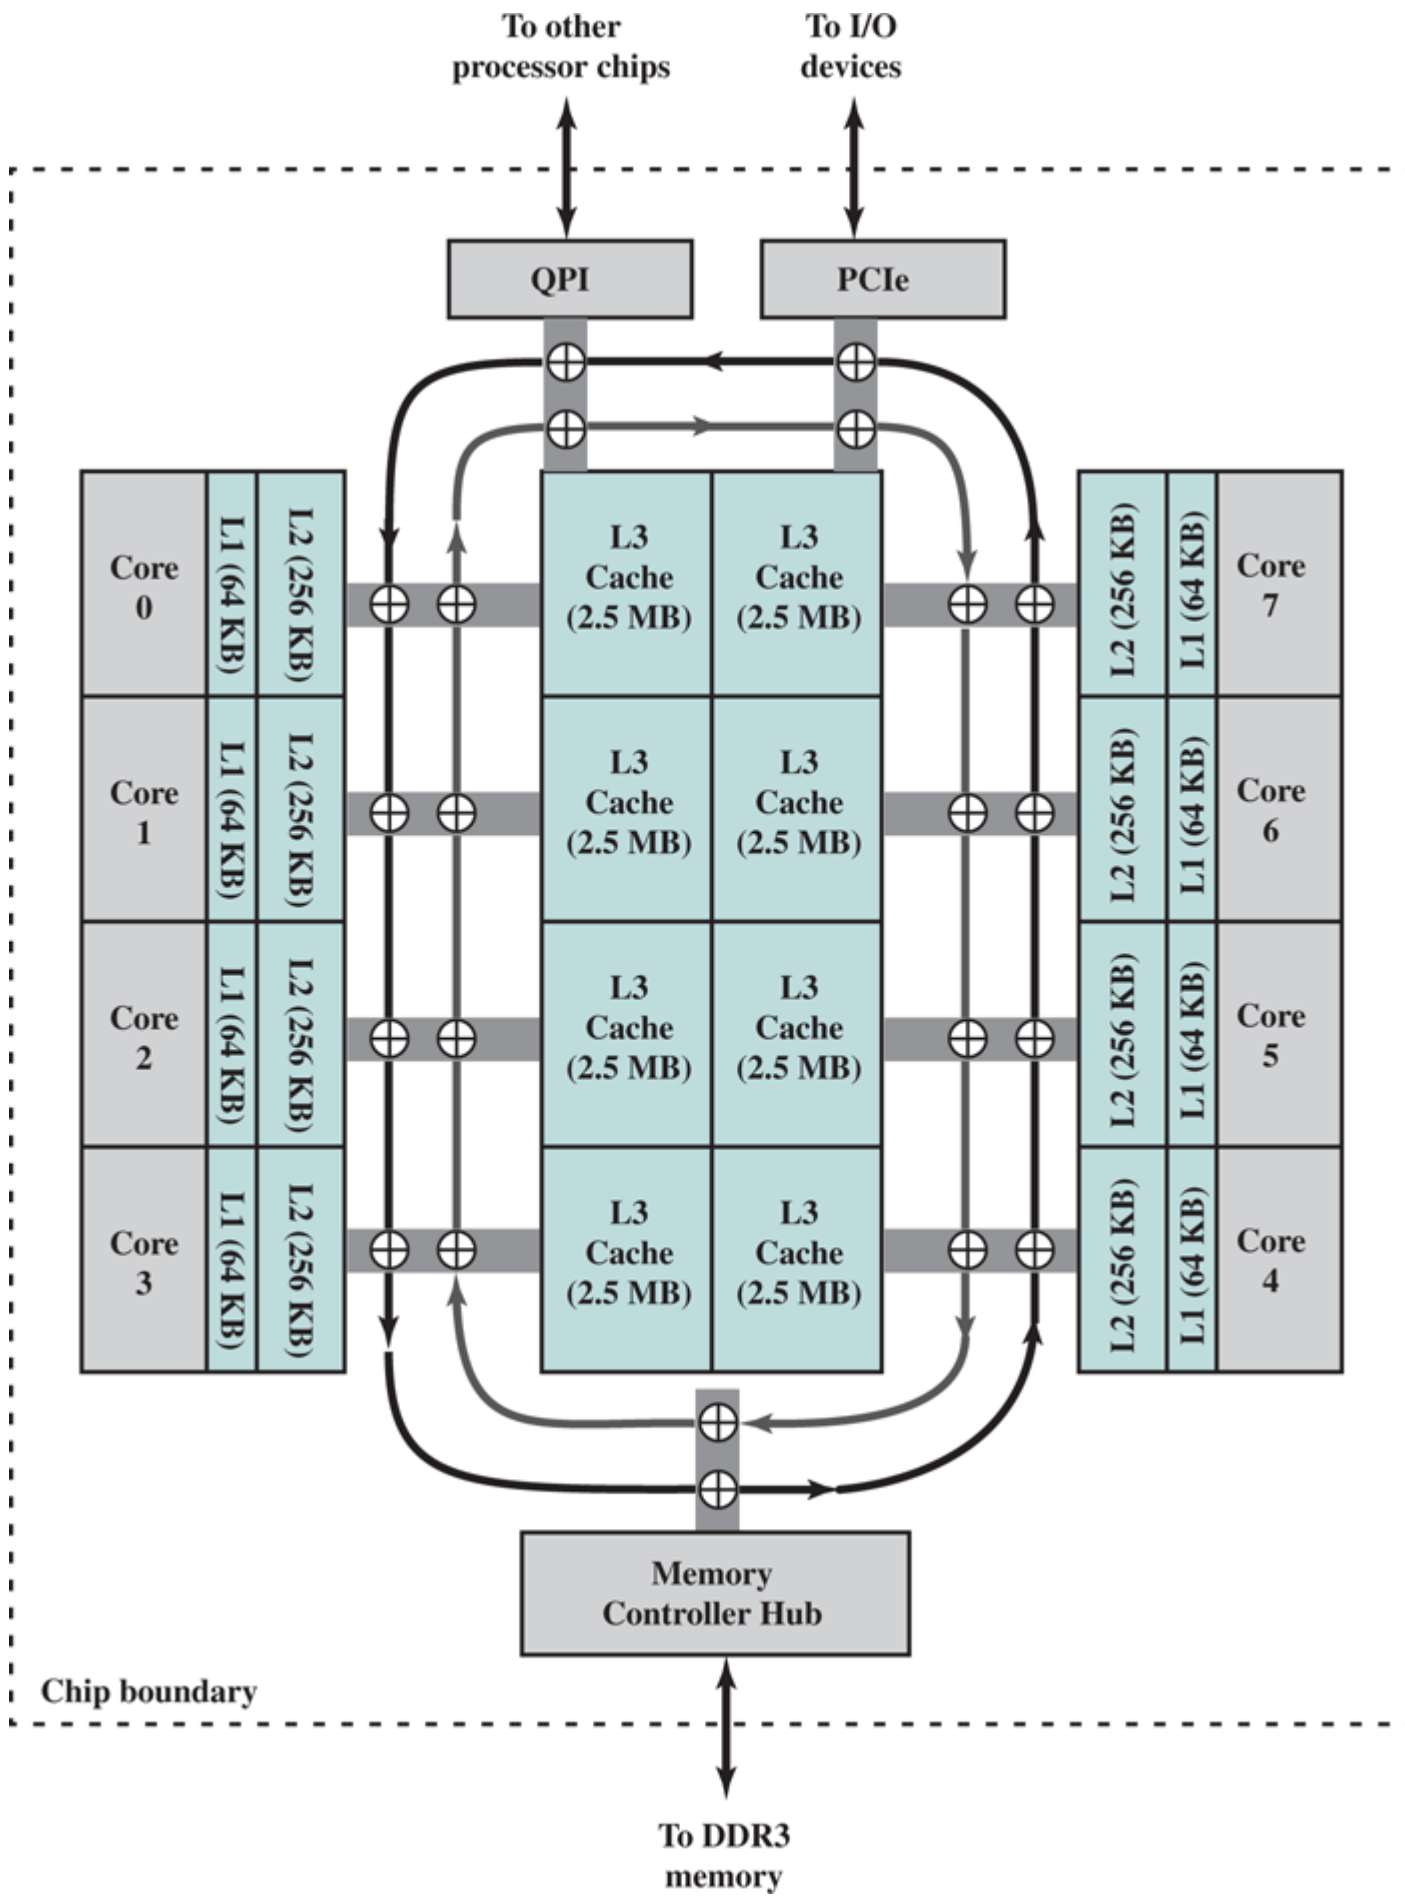 To other
processor chips
To I/O
devices
QPI
PCIe
Core
0
L1 (64 KB)
L2 (256 KB)
L3
Cache
(2.5 MB)
L3
Cache
(2.5 MB)
L2 (256 KB)
L1 (64 KB)
Core
7
Core
1
L1 (64 KB)
L2 (256 KB)
L3
Cache
(2.5 MB)
L3
Cache
(2.5 MB)
L2 (256 KB)
L1 (64 KB)
Core
6
Core
2
L1 (64 KB)
L2 (256 KB)
L3
Cache
(2.5 MB)
L3
Cache
(2.5 MB)
L2 (256 KB)
L1 (64 KB)
Core
5
Core
3
L1 (64 KB)
L2 (256 KB)
L3
Cache
(2.5 MB)
L3
Cache
(2.5 MB)
L2 (256 KB)
L1 (64 KB)
Core
4
Memory
Controller Hub
Chip boundary
To DDR3
memory